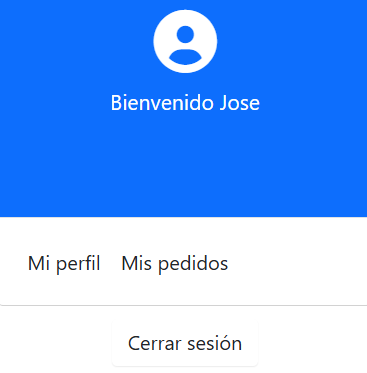 Bienvenido Jose
Mi perfil Mis pedidos
Cerrar sesión